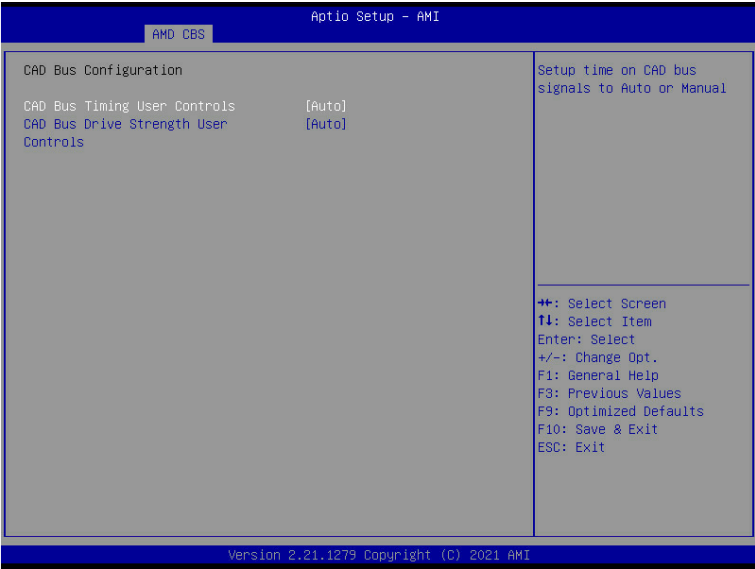 Aptio Setup – AMI
AMD CBS
CAD Bus Configuration
CAD Bus Timing User Controls [Auto]
CAD Bus Drive Strength User [Auto]
Controls
Setup time on CAD bus
signals to Auto or Manual
→←: Select Screen
↑↓: Select Item
Enter: Select
+/-: Change Opt.
F1: General Help
F3: Previous Values
F9: Optimized Defaults
F10: Save & Exit
ESC: Exit
Version 2.21.1279 Copyright (C) 2021 AMI